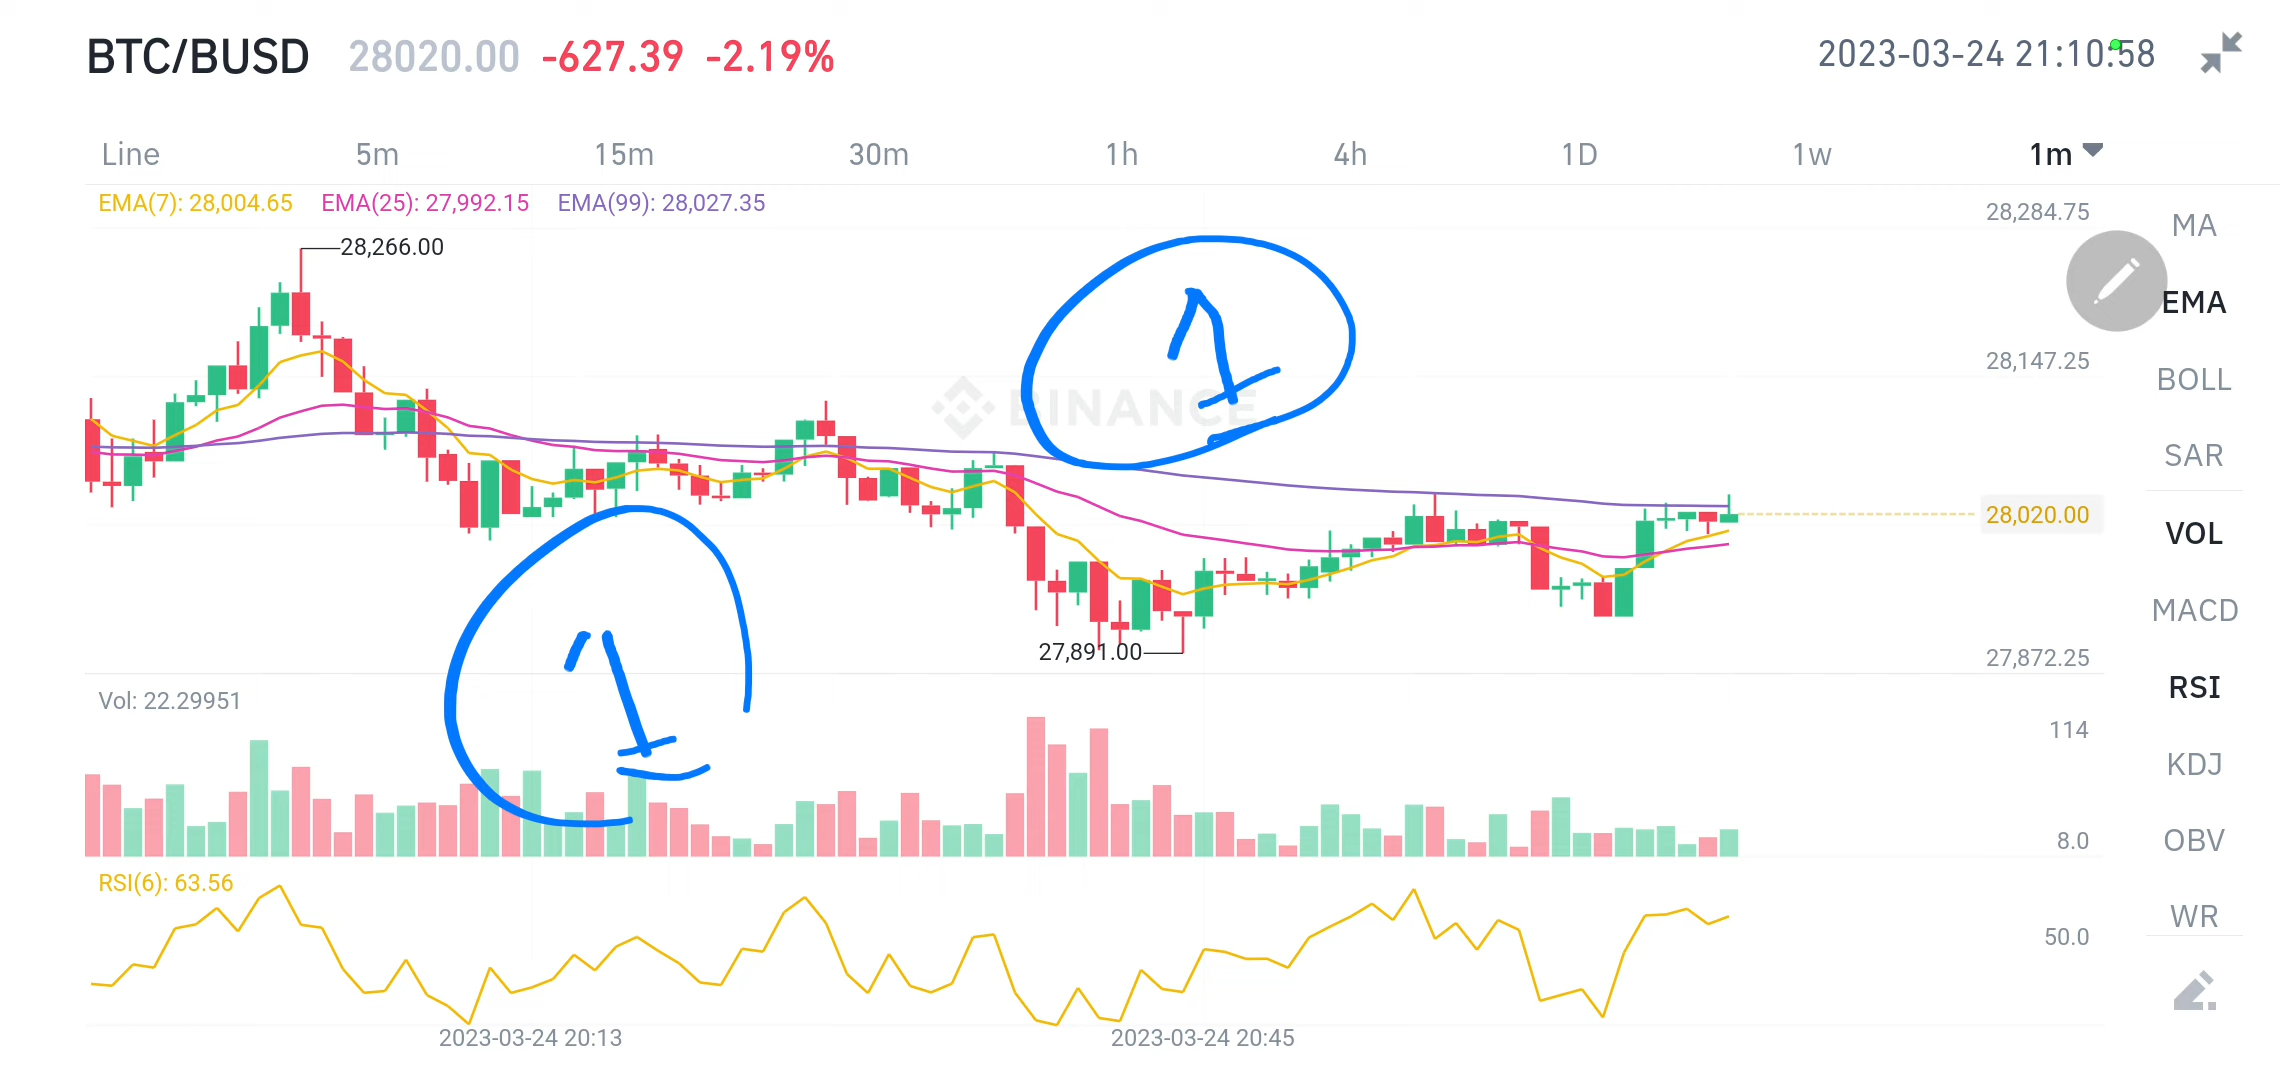 BTC/BUSD 28020.00 -627.39 -2.19% 2023-03-24 21:10:58
Line 5m 15m 30m 1h 4h 1D 1w 1m
EMA(7): 28,004.65 EMA(25): 27,992.15 EMA(99): 28,027.35
28,284.75
MA
28,266.00
EMA
1
28,147.25
BOLL
BINANCE
SAR
28,020.00
VOL
MACD
1
27,891.00
27,872.25
RSI
Vol: 22.29951
114
KDJ
8.0
OBV
RSI(6): 63.56
WR
50.0
2023-03-24 20:13 2023-03-24 20:45